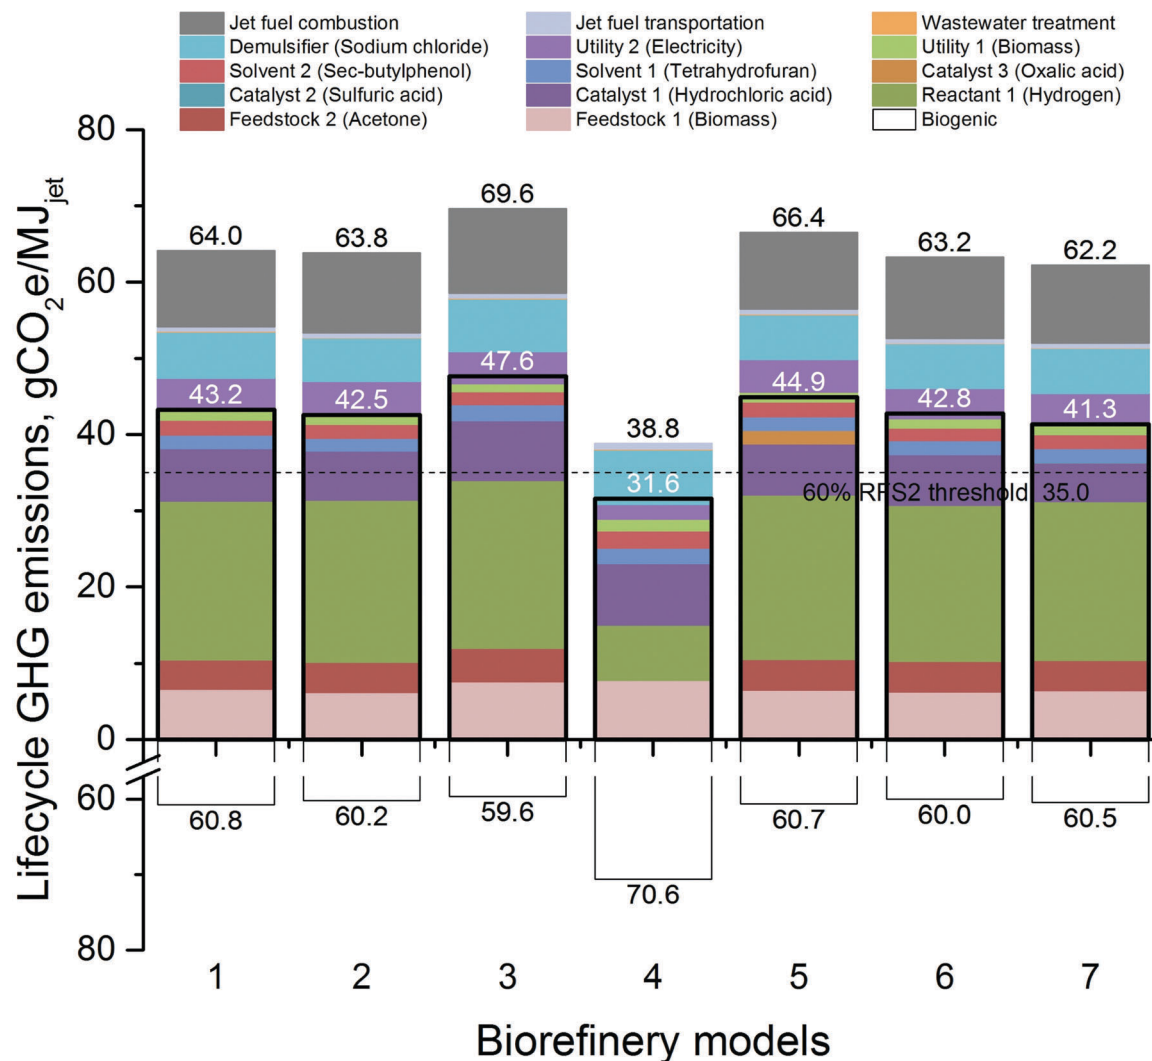 Jet fuel combustion
Jet fuel transportation
Wastewater treatment
Demulsifier (Sodium chloride)
Utility 2 (Electricity)
Utility 1 (Biomass)
Solvent 2 (Sec-butylphenol)
Solvent 1 (Tetrahydrofuran)
Catalyst 3 (Oxalic acid)
Catalyst 2 (Sulfuric acid)
Catalyst 1 (Hydrochloric acid)
Reactant 1 (Hydrogen)
Feedstock 2 (Acetone)
Feedstock 1 (Biomass)
Biogenic
Lifecycle GHG emissions, gCO2e/MJjet
80
60
40
20
0
60
80
64.0
63.8
69.6
38.8
66.4
63.2
62.2
43.2
42.5
47.6
31.6
44.9
42.8
41.3
60% RFS2 threshold, 35.0
60.8
60.2
59.6
70.6
60.7
60.0
60.5
1 2 3 4 5 6 7
Biorefinery models